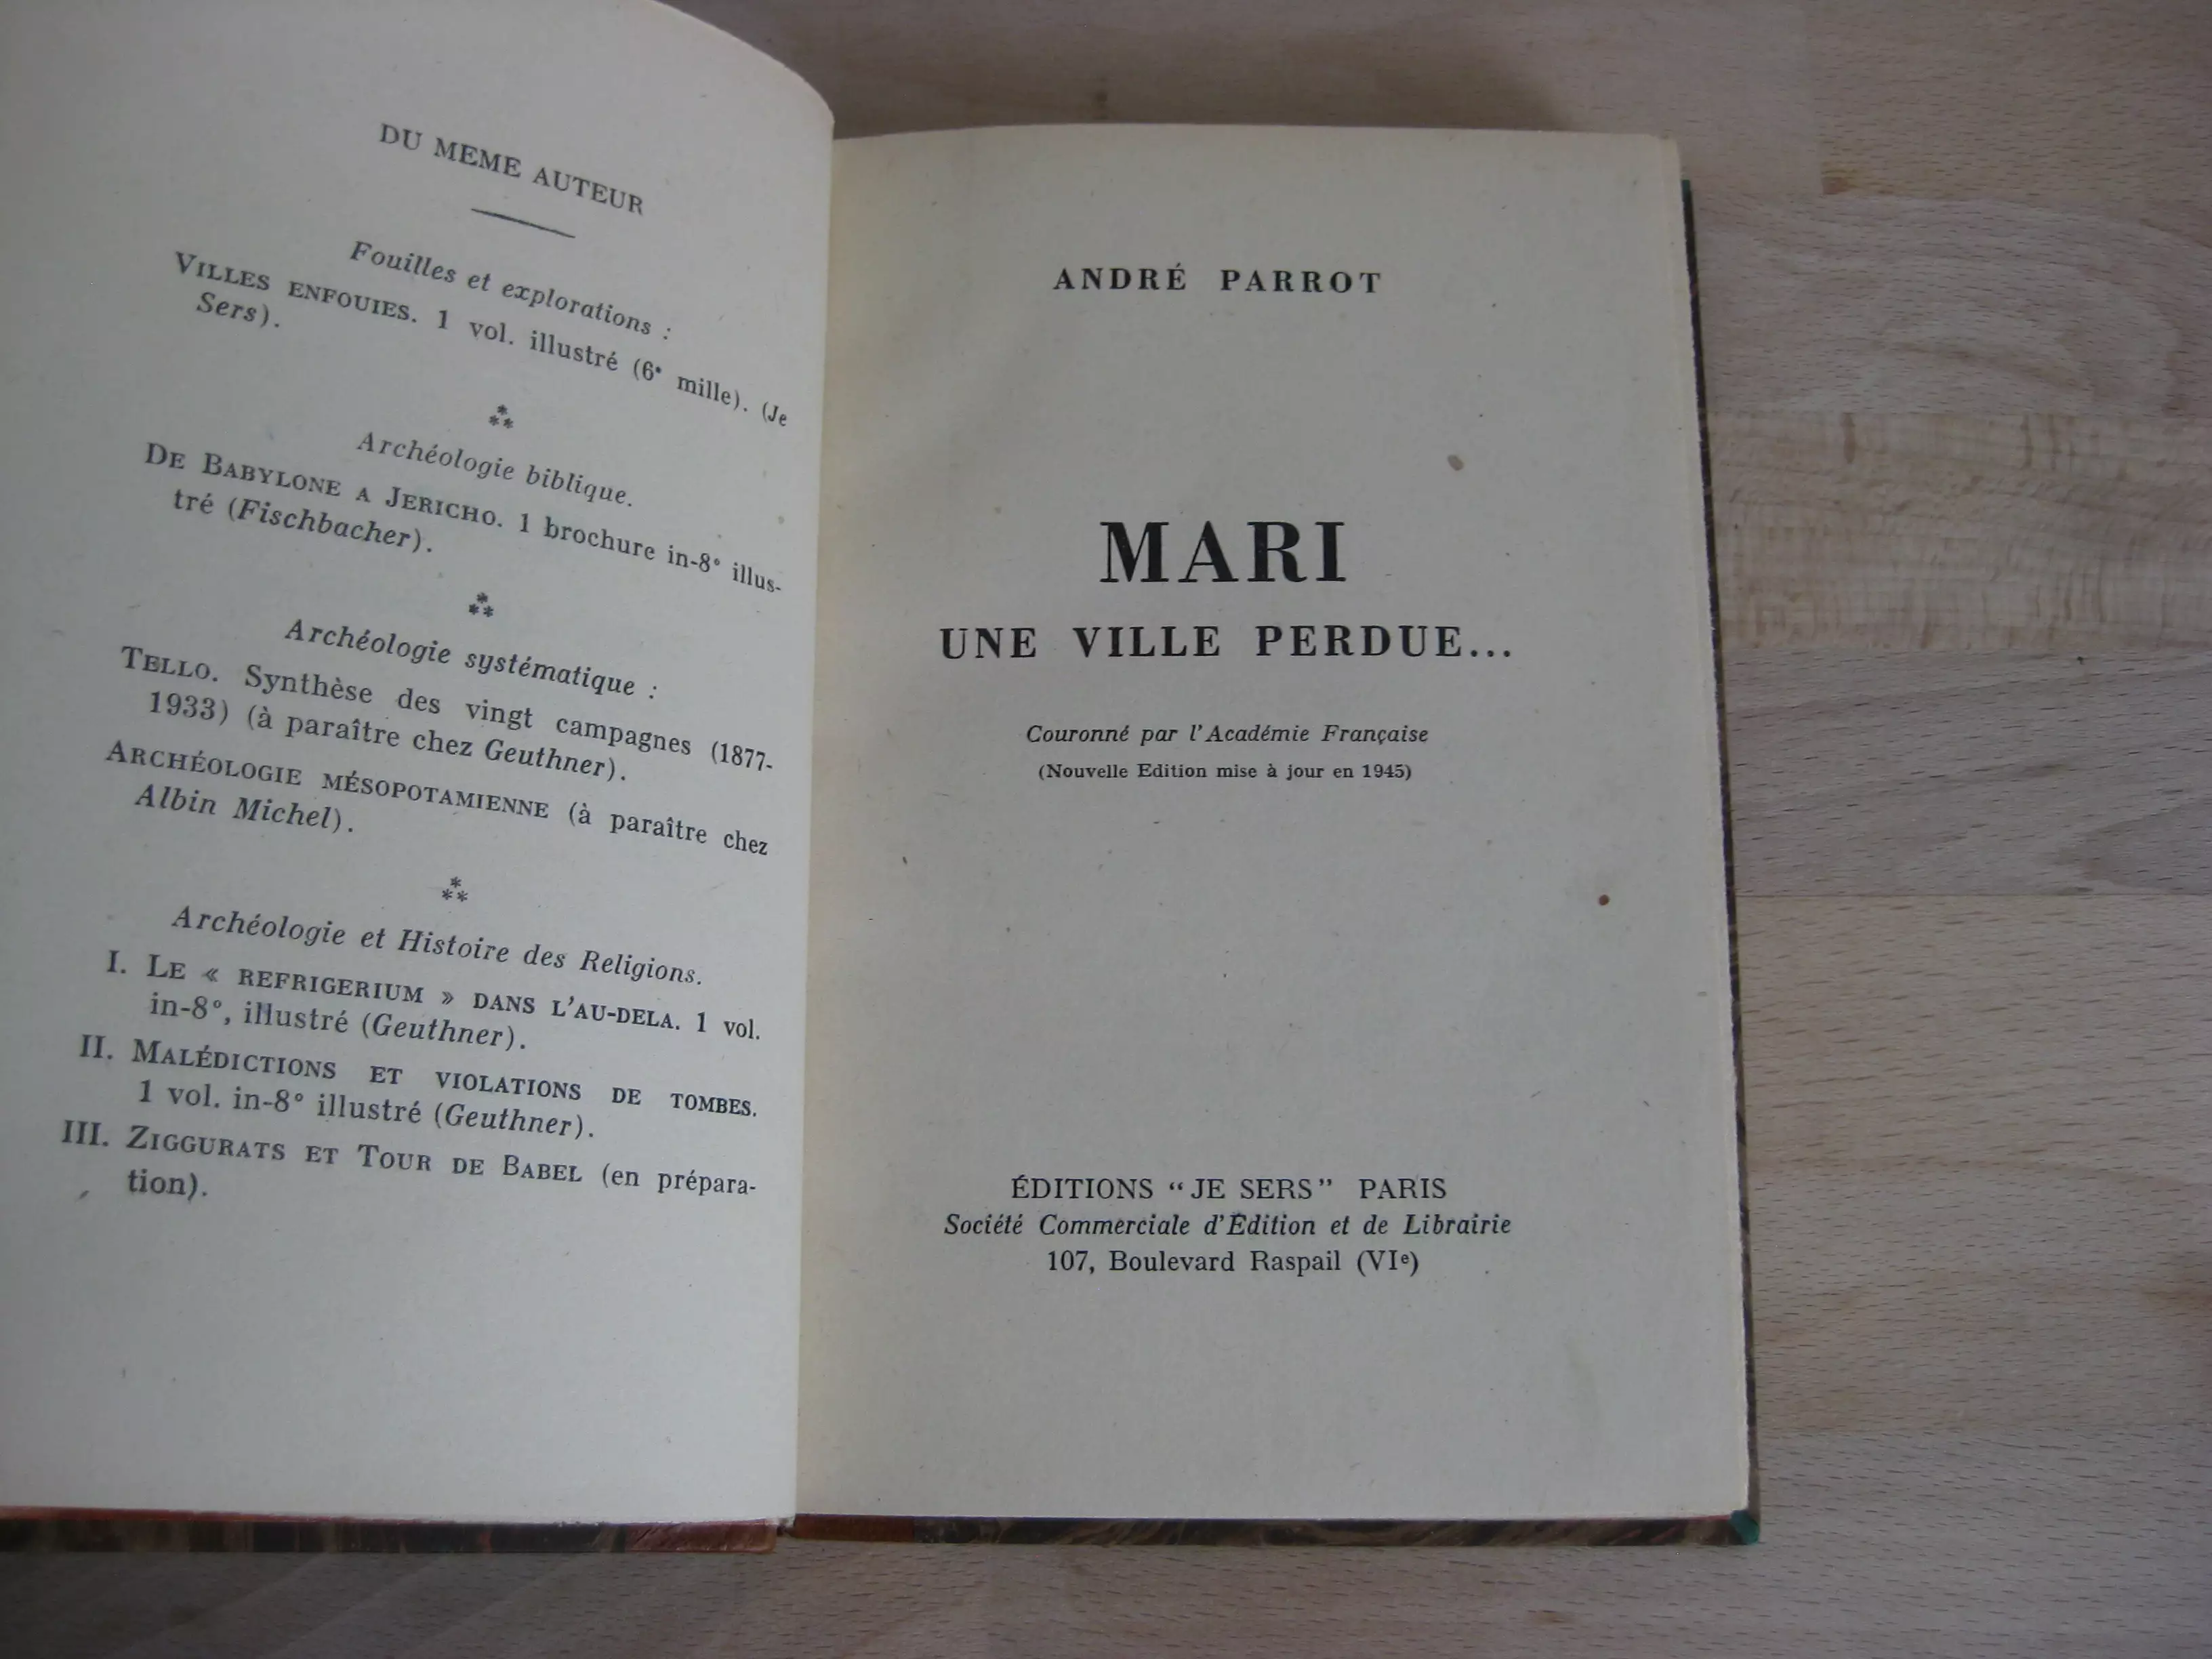 DU MEME AUTEUR
Fouilles et explorations :
VILLES ENFOUIES. 1 vol. illustré (6e mille). (Je
Sers).
***
Archéologie biblique.
DE BABYLONE A JERICHO. 1 brochure in-8° illus-
tré (Fischbacher).
***
Archéologie systématique :
TELLO. Synthèse des vingt campagnes (1877-
1933) (à paraître chez Geuthner).
ARCHÉOLOGIE MÉSOPOTAMIENNE (à paraître chez
Albin Michel).
***
Archéologie et Histoire des Religions.
I. LE « REFRIGERIUM » DANS L'AU-DELA. 1 vol.
in-8°, illustré (Geuthner).
II. MALÉDICTIONS ET VIOLATIONS DE TOMBES.
1 vol. in-8° illustré (Geuthner).
III. ZIGGURATS ET TOUR DE BABEL (en prépara-
tion).
ANDRÉ PARROT
MARI
UNE VILLE PERDUE...
Couronné par l'Académie Française
(Nouvelle Edition mise à jour en 1945)
ÉDITIONS “JE SERS” PARIS
Société Commerciale d'Édition et de Librairie
107, Boulevard Raspail (VIe)